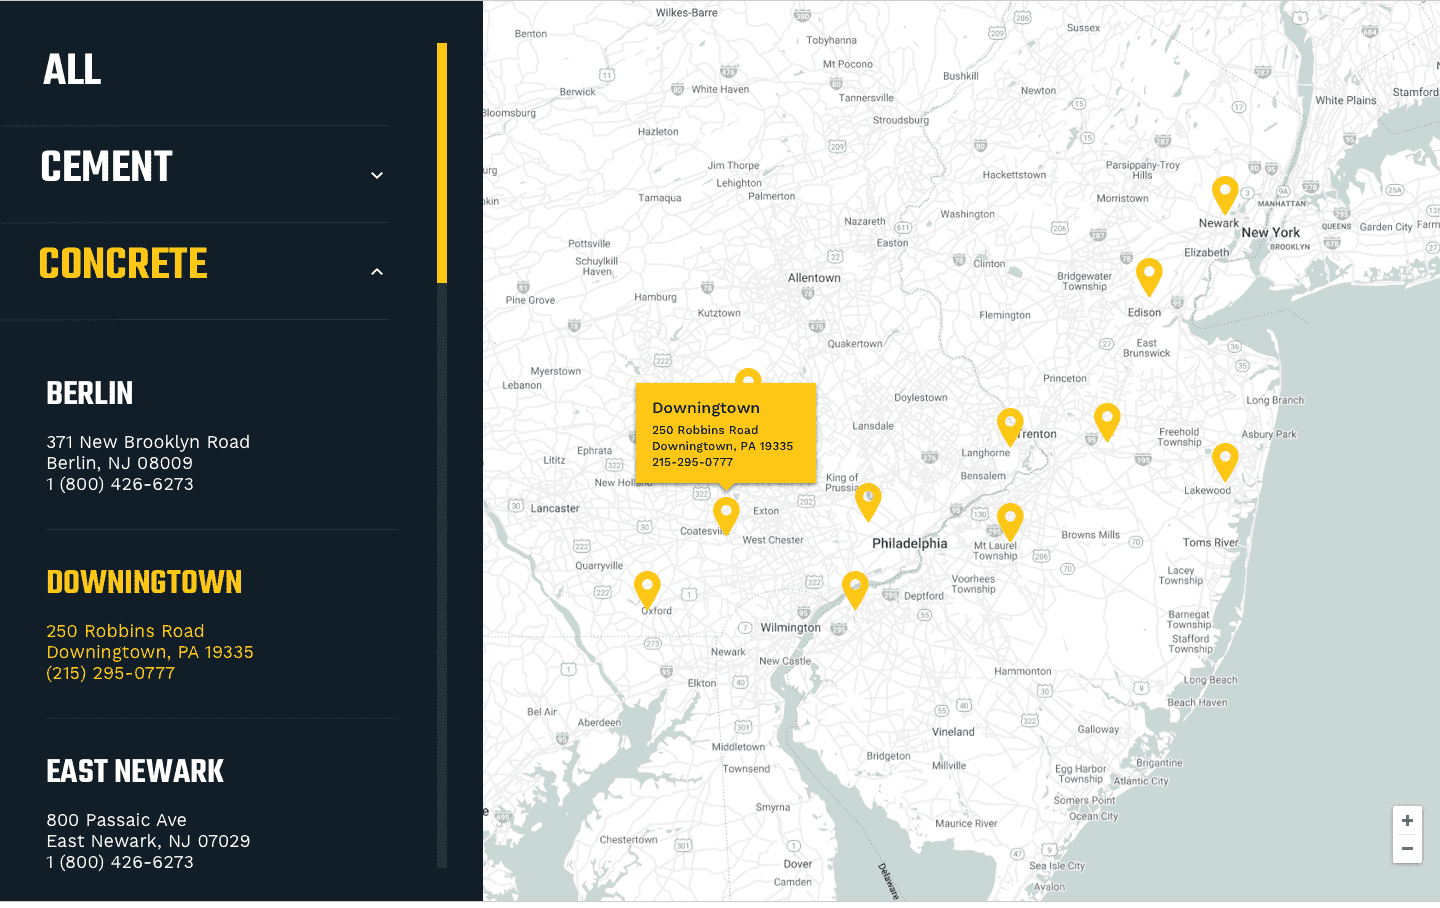 ALL
CEMENT
CONCRETE
BERLIN
371 New Brooklyn Road
Berlin, NJ 08009
1 (800) 426-6273
DOWNINGTOWN
250 Robbins Road
Downingtown, PA 19335
(215) 295-0777
EAST NEWARK
800 Passaic Ave
East Newark, NJ 07029
1 (800) 426-6273
Wilkes-Barre
Benton
Tobyhanna
Sussex
Mt Pocono
Bushkill
Berwick
White Haven
Tannersville
Newton
White Plains
Stamford
Bloomsburg
Stroudsburg
Hazleton
Jim Thorpe
Lehighton
Palmerton
Tamaqua
Hackettstown
Parsippany-Troy
Hills
Morristown
MANHATTAN
Newark
New York
QUEENS
Garden City
BROOKLYN
Nazareth
Washington
Easton
Elizabeth
Pottsville
Schuylkill
Haven
Allentown
Clinton
Bridgewater
Township
Pine Grove
Hamburg
Kutztown
Flemington
Edison
East
Brunswick
Quakertown
Myerstown
Lebanon
Princeton
Doylestown
Long Branch
Downingtown
250 Robbins Road
Downingtown, PA 19335
215-295-0777
Lansdale
Trenton
Freehold
Township
Asbury Park
Ephrata
Lititz
Langhorne
New Holland
King of
Prussia
Bensalem
Lakewood
Lancaster
Exton
Coatesville
West Chester
Philadelphia
Mt Laurel
Township
Browns Mills
Toms River
Quarryville
Voorhees
Township
Lacey
Township
Oxford
Deptford
Wilmington
Barnegat
Township
Stafford
Township
Newark
New Castle
Elkton
Hammonton
Long Beach
Beach Haven
Bel Air
Aberdeen
Vineland
Galloway
Middletown
Townsend
Bridgeton
Millville
Egg Harbor
Township
Brigantine
Atlantic City
Smyrna
Somers Point
Ocean City
Maurice River
Chestertown
Dover
Camden
Delaware
Sea Isle City
Avalon
+
−